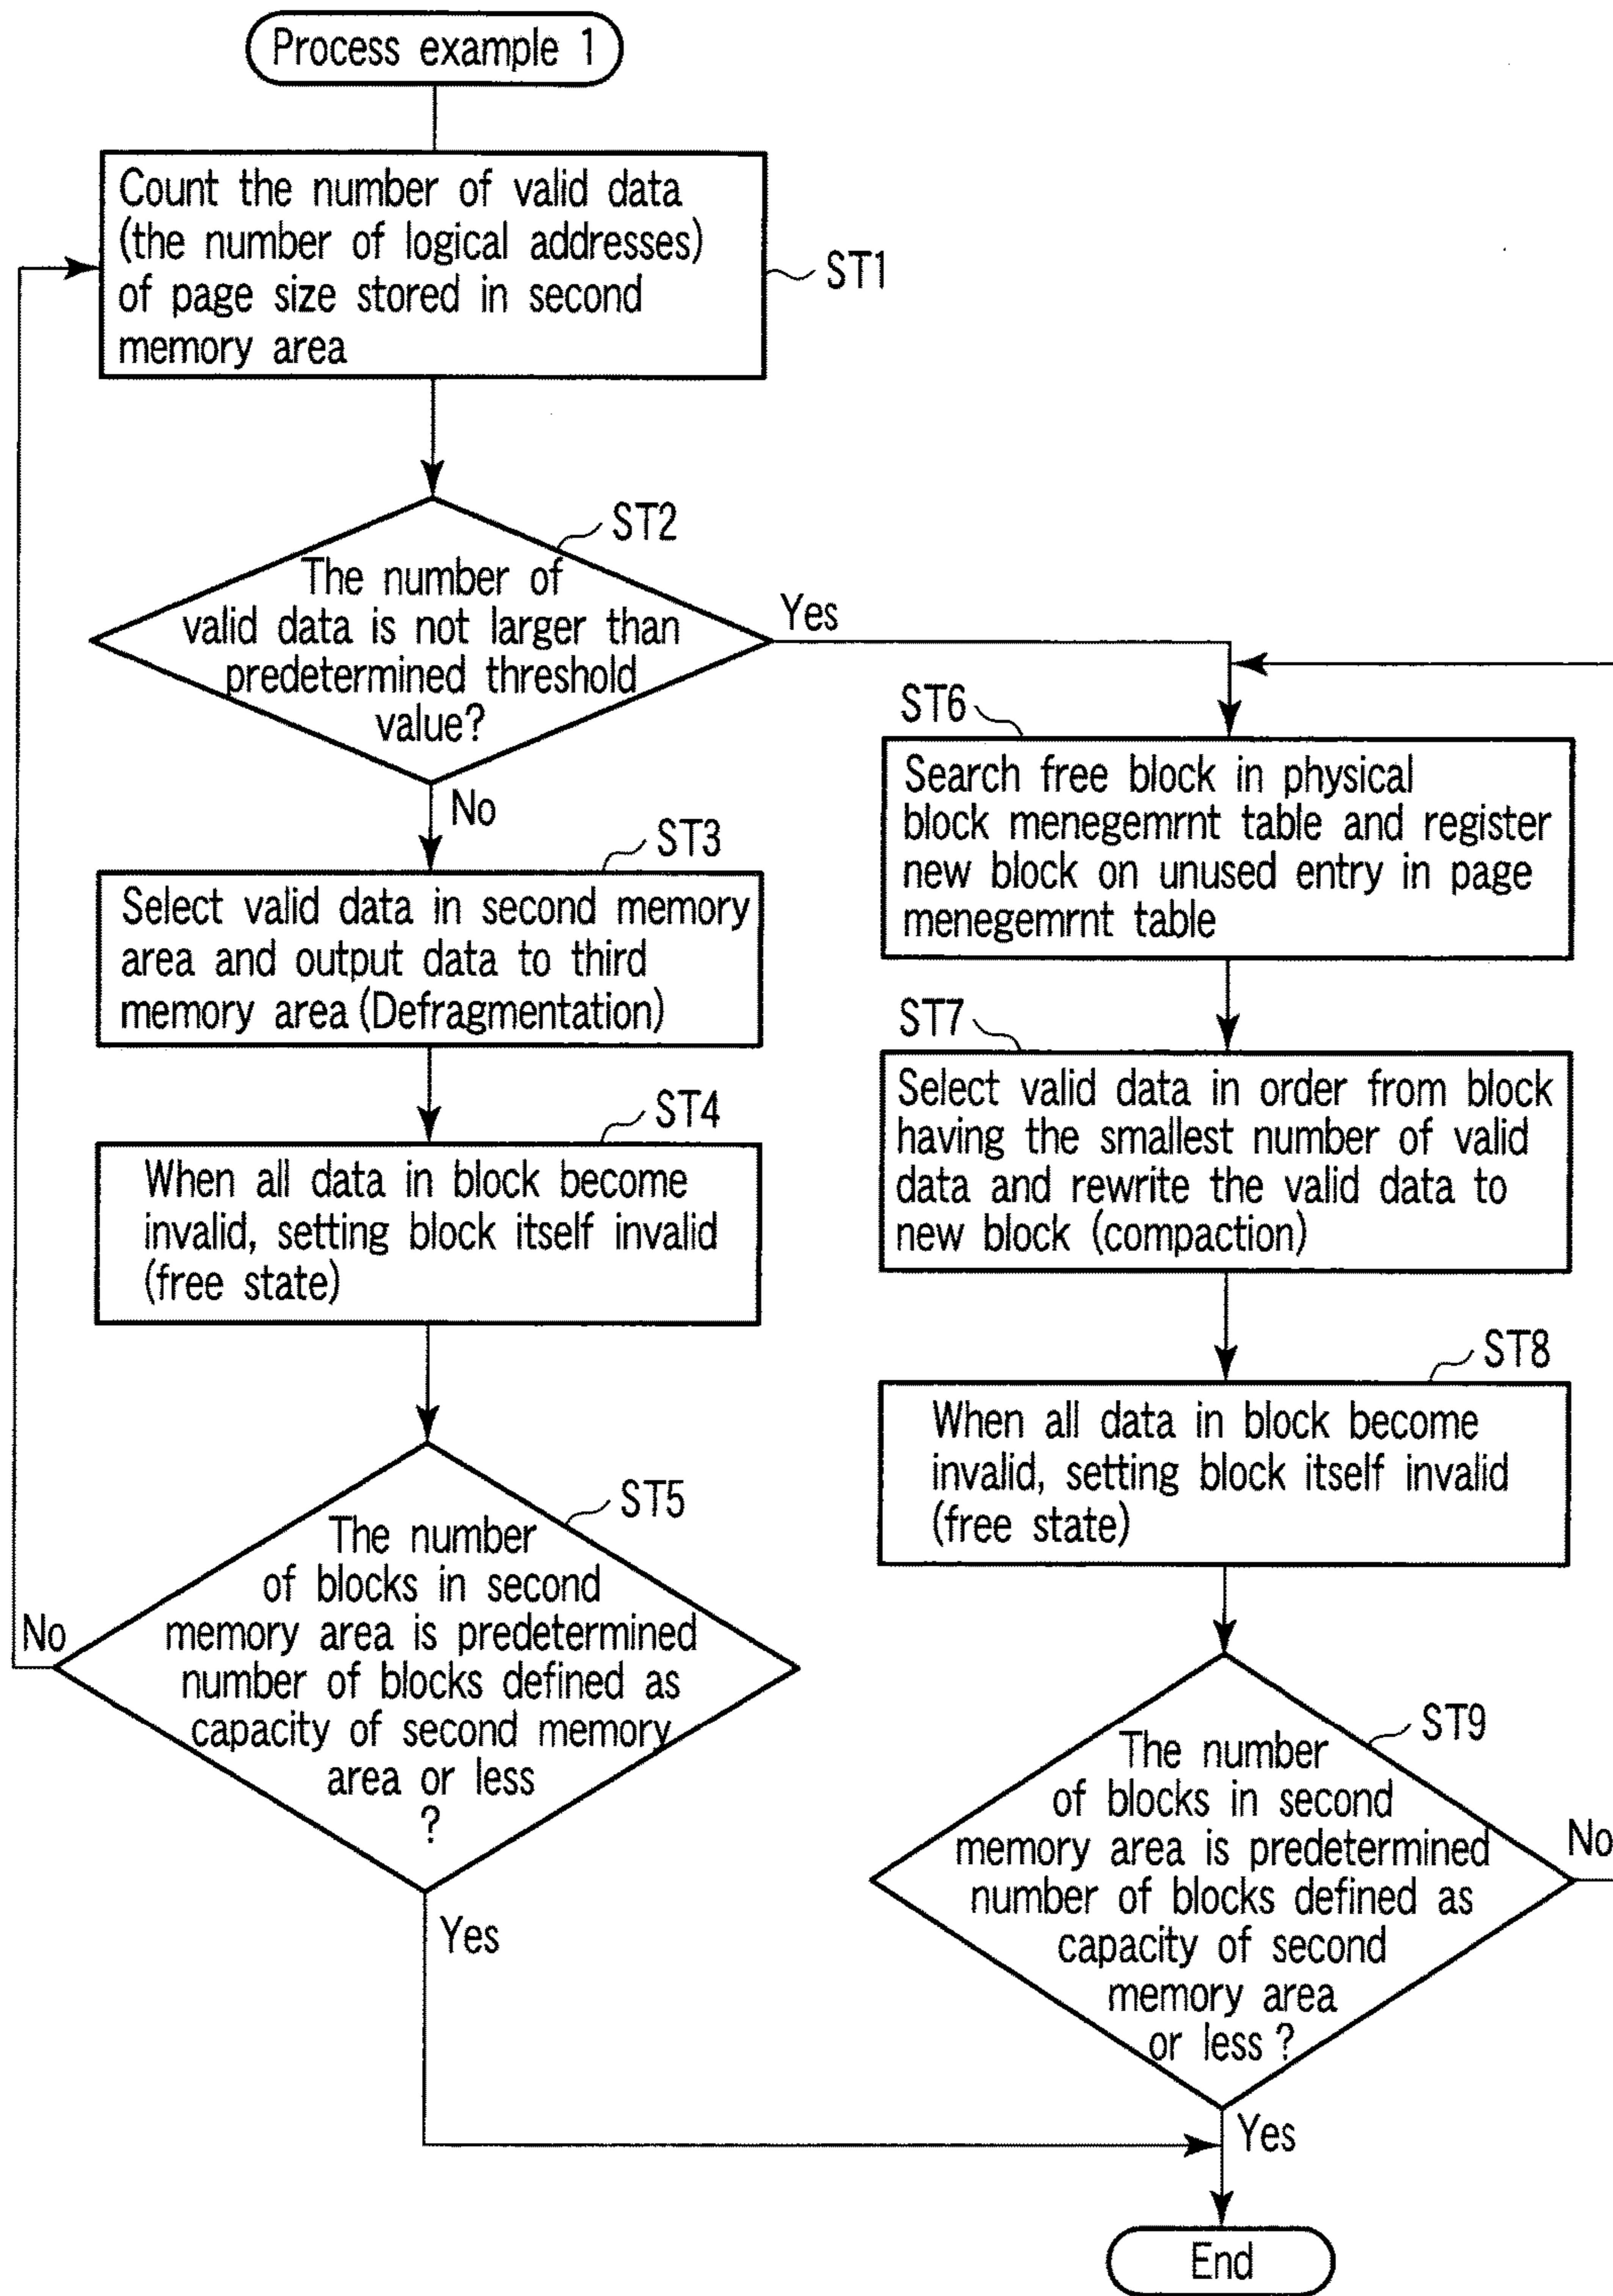 Process example 1
Count the number of valid data
(the number of logical addresses)
of page size stored in second
memory area
ST1
ST2
The number of
valid data is not larger than
predetermined threshold
value?
Yes
No
ST3
Select valid data in second memory
area and output data to third
memory area (Defragmentation)
ST4
When all data in block become
invalid, setting block itself invalid
(free state)
ST5
The number
of blocks in second
memory area is predetermined
number of blocks defined as
capacity of second memory
area or less
?
No
Yes
ST6
Search free block in physical
block menegemrnt table and register
new block on unused entry in page
menegemrnt table
ST7
Select valid data in order from block
having the smallest number of valid
data and rewrite the valid data to
new block (compaction)
ST8
When all data in block become
invalid, setting block itself invalid
(free state)
ST9
The number
of blocks in second
memory area is predetermined
number of blocks defined as
capacity of second
memory area
or less ?
No
Yes
End